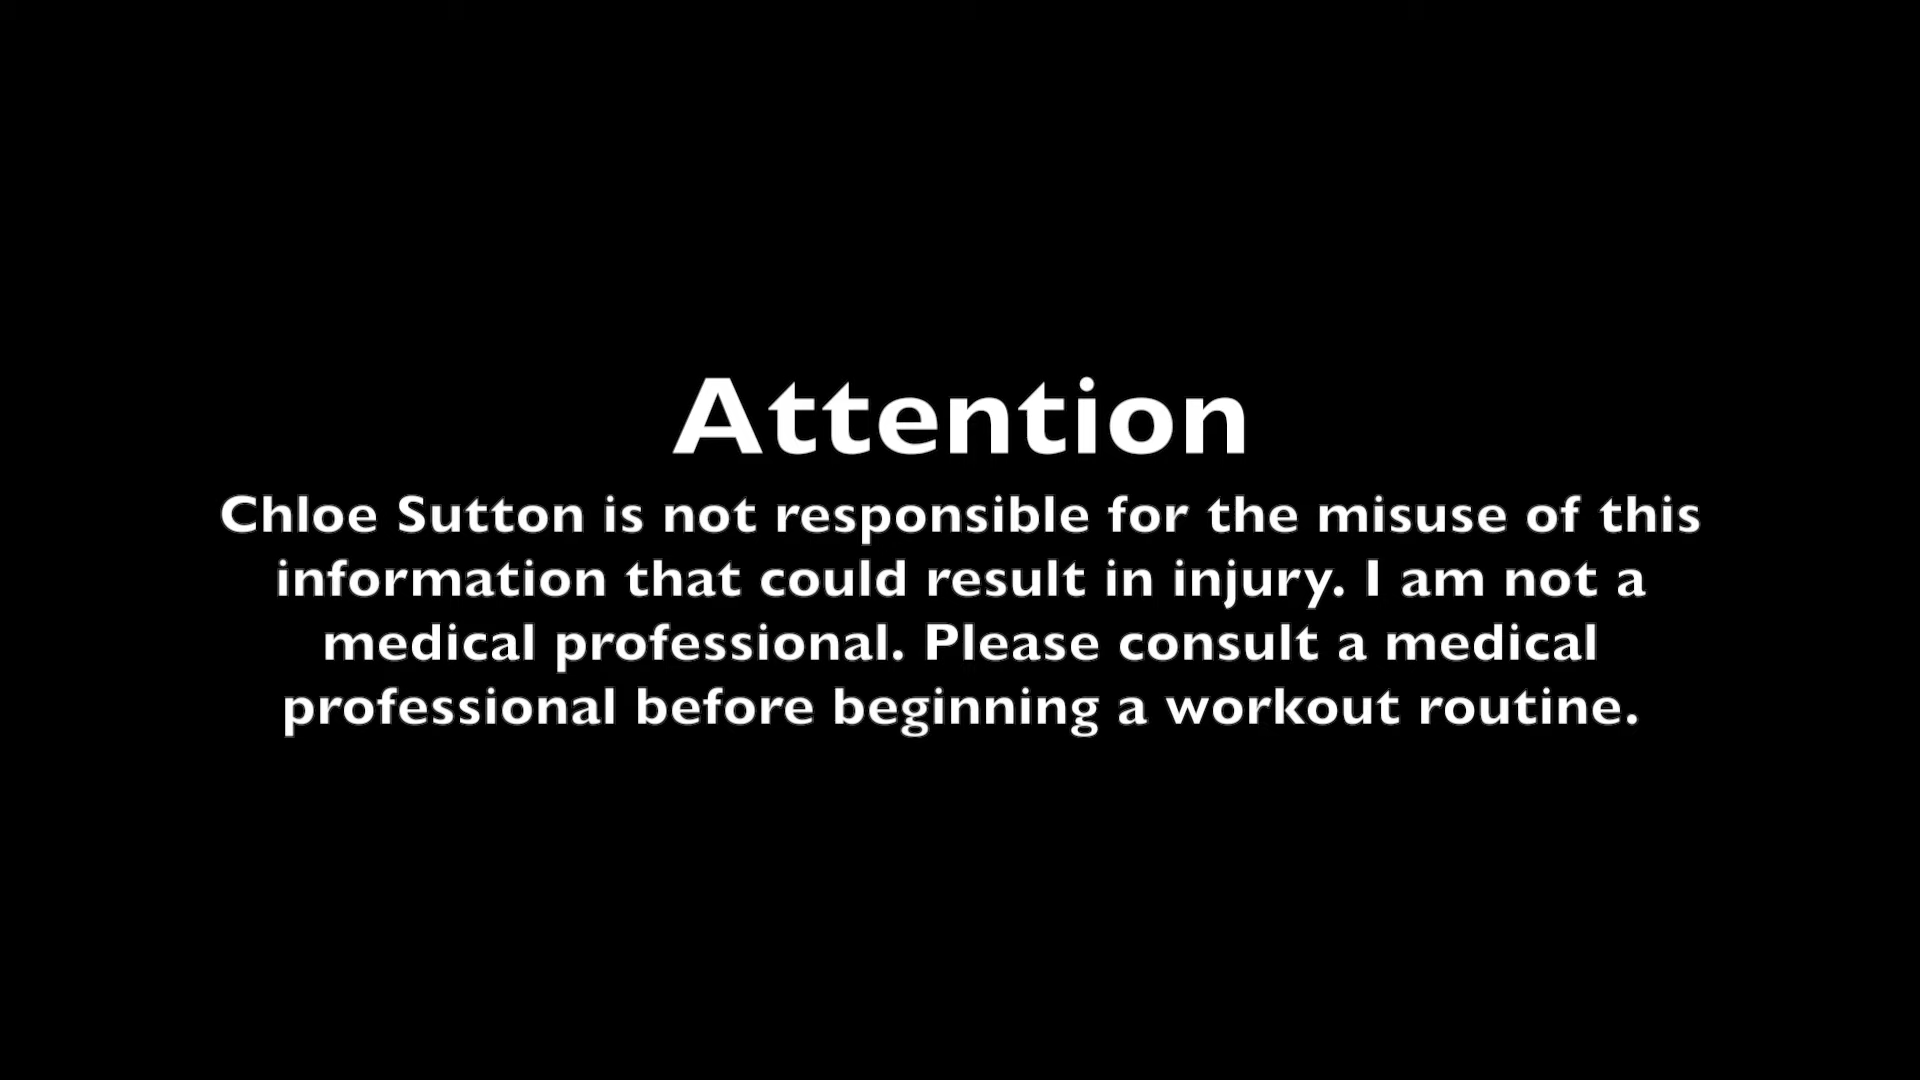 Attention
Chloe Sutton is not responsible for the misuse of this
information that could result in injury. I am not a
medical professional. Please consult a medical
professional before beginning a workout routine.